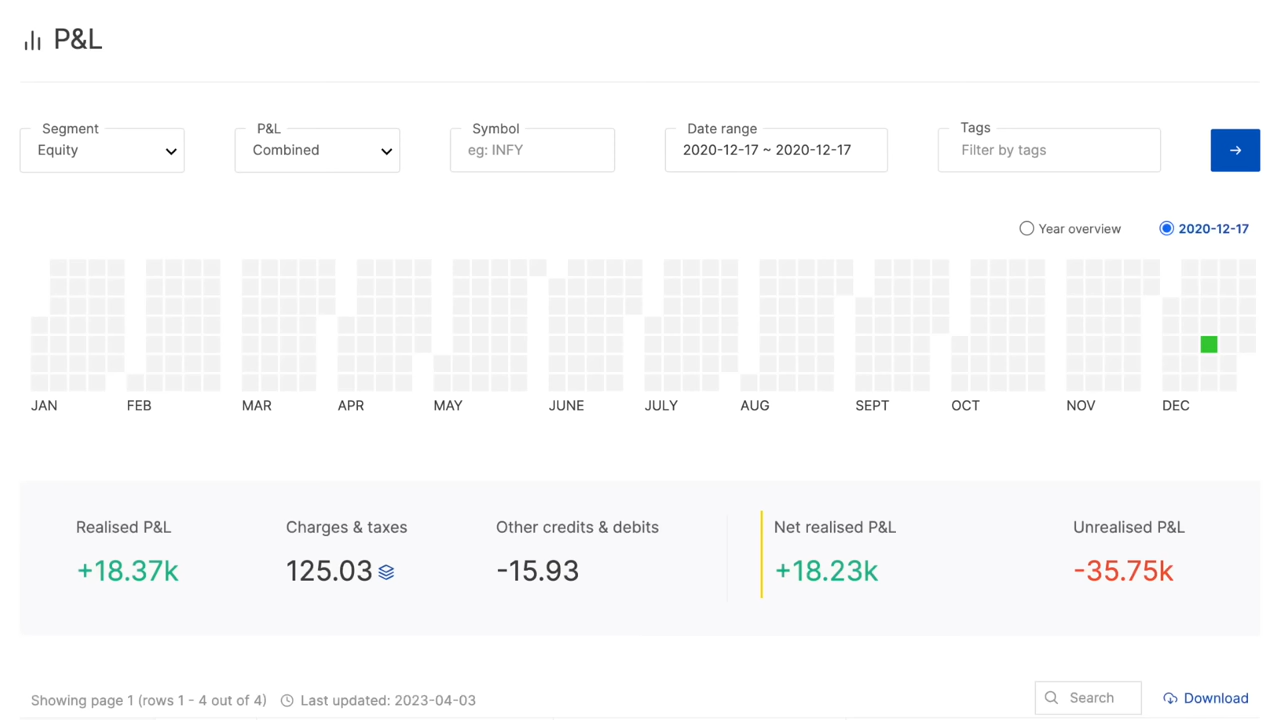 P&L
Segment
Equity
P&L
Combined
Symbol
eg: INFY
Date range
2020-12-17 ~ 2020-12-17
Tags
Filter by tags
Year overview
2020-12-17
JAN FEB MAR APR MAY JUNE JULY AUG SEPT OCT NOV DEC
Realised P&L
+18.37k
Charges & taxes
125.03
Other credits & debits
-15.93
Net realised P&L
+18.23k
Unrealised P&L
-35.75k
Showing page 1 (rows 1 - 4 out of 4) Last updated: 2023-04-03
Search
Download